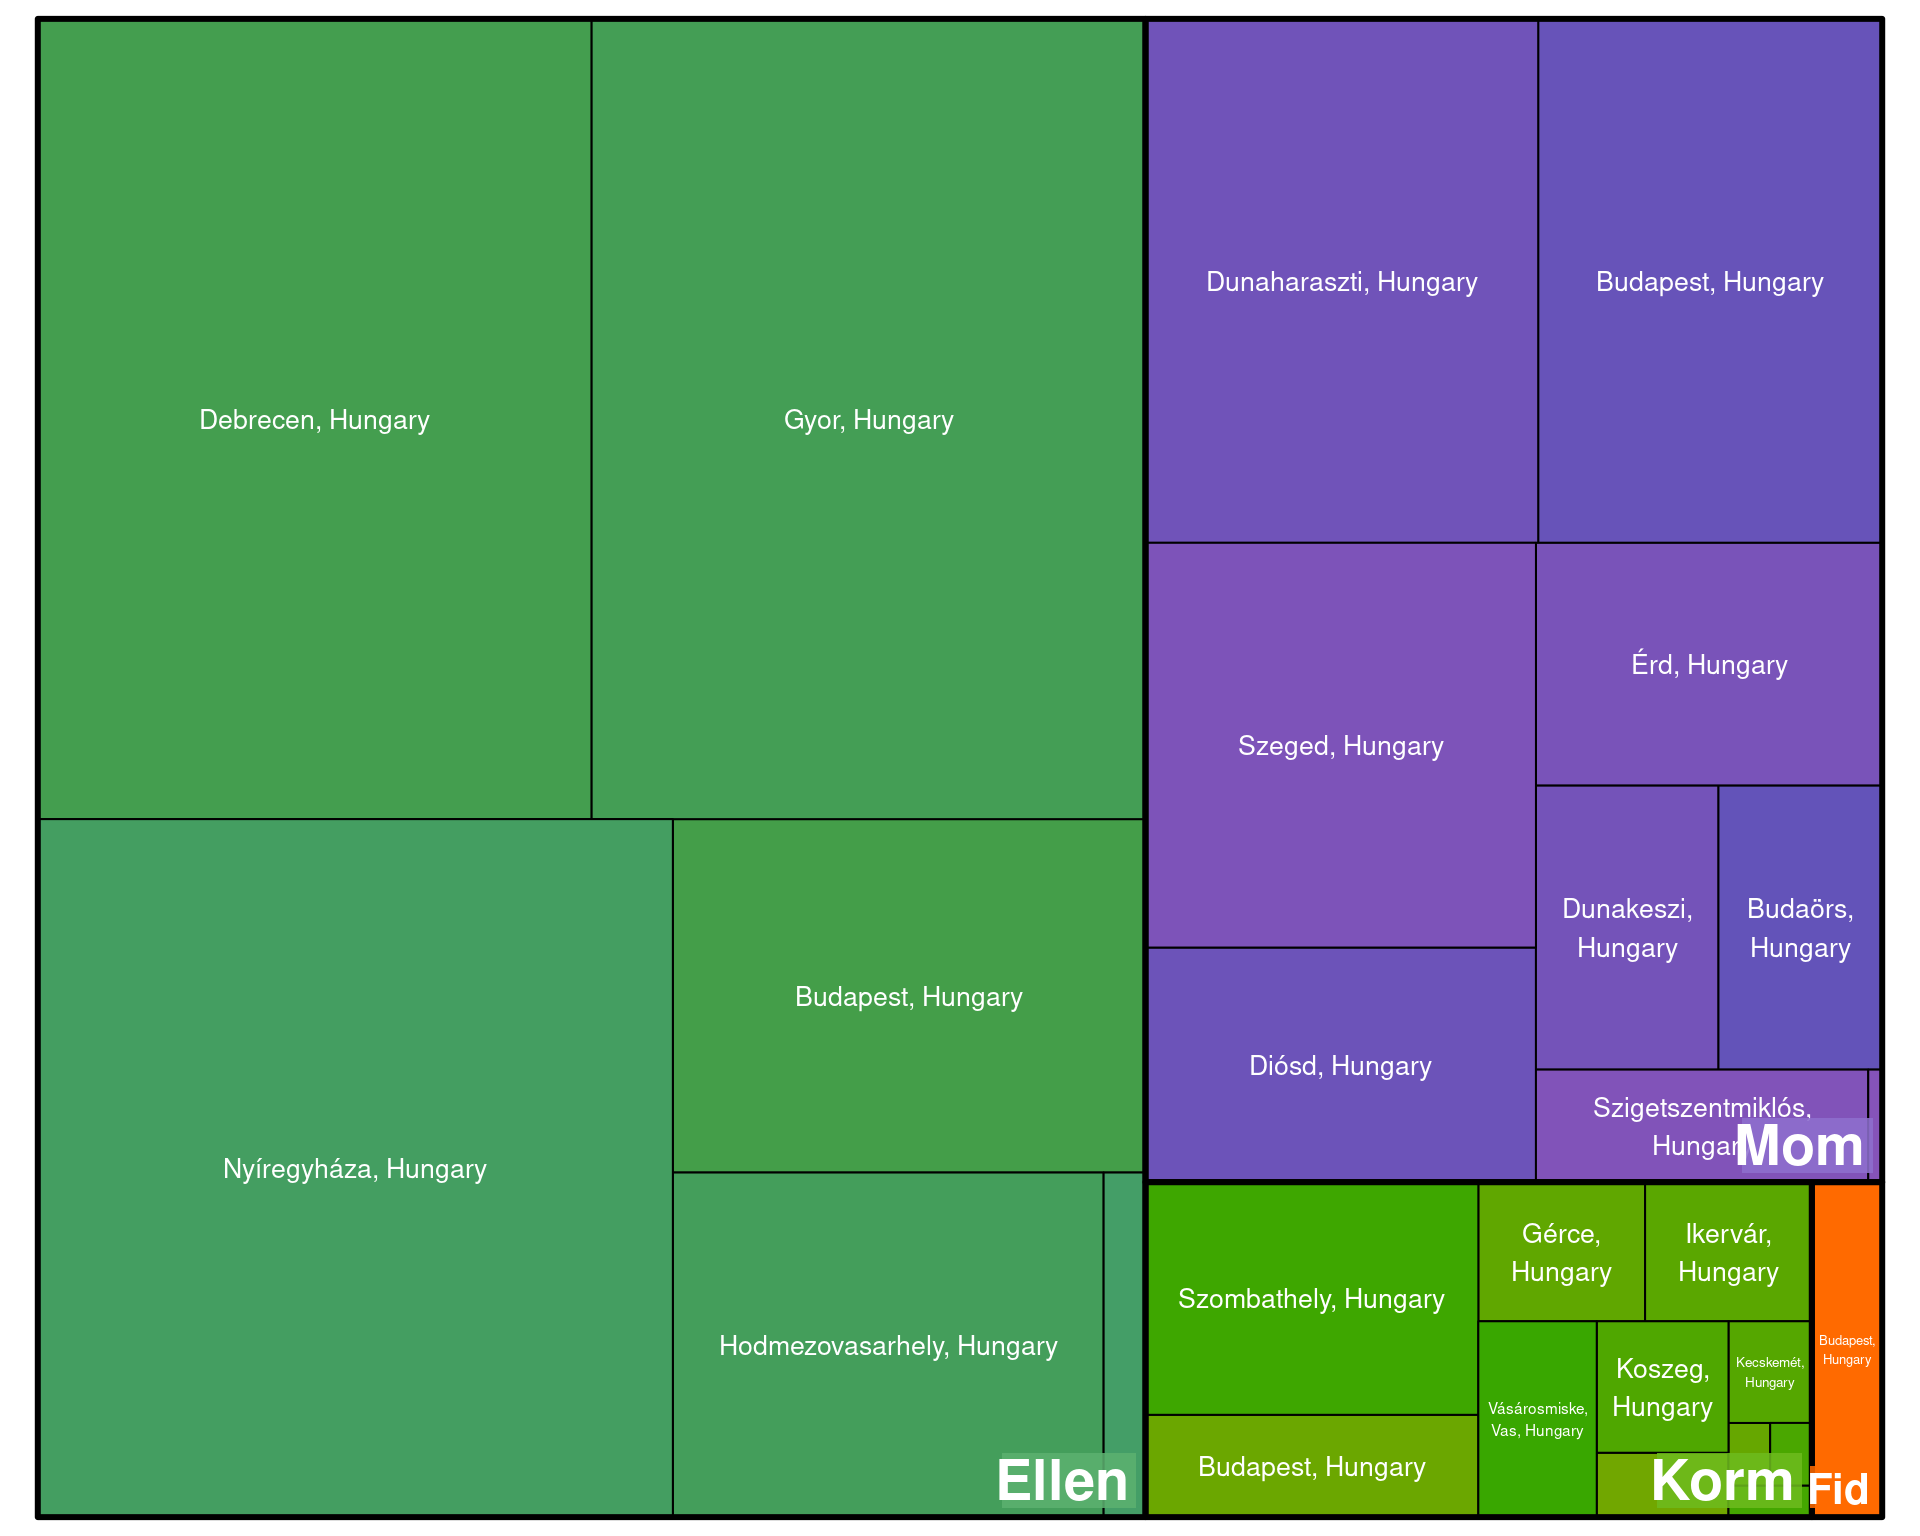 Debrecen, Hungary
Gyor, Hungary
Nyíregyháza, Hungary
Budapest, Hungary
Hodmezovasarhely, Hungary
Ellen
Dunaharaszti, Hungary
Budapest, Hungary
Szeged, Hungary
Érd, Hungary
Diósd, Hungary
Dunakeszi,
Hungary
Budaörs,
Hungary
Szigetszentmiklós,
Hungar
Mom
Szombathely, Hungary
Budapest, Hungary
Gérce,
Hungary
Ikervár,
Hungary
Vásárosmiske,
Vas, Hungary
Koszeg,
Hungary
Kecskemét,
Hungary
Korm
Budapest,
Hungary
Fid